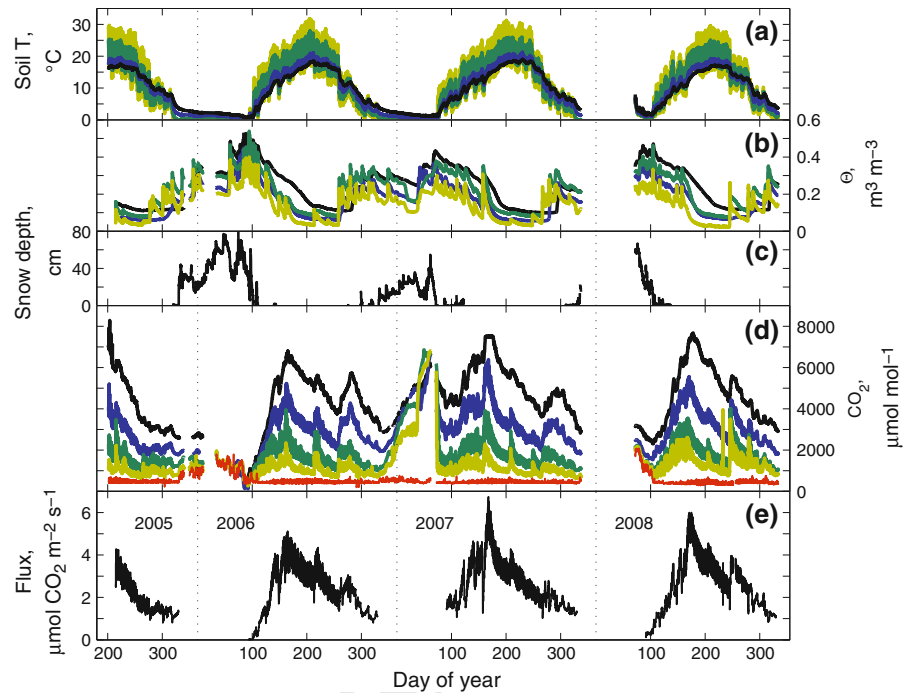 30
20
10
0
Soil T,
°C
(a)
0.6
0.4
0.2
0
Θ,
m³ m⁻³
(b)
80
40
0
Snow depth,
cm
(c)
8000
6000
4000
2000
0
CO₂,
µmol mol⁻¹
(d)
6
4
2
0
Flux,
µmol CO₂ m⁻² s⁻¹
2005
2006
2007
2008
(e)
200 300 100 200 300 100 200 300 100 200 300
Day of year